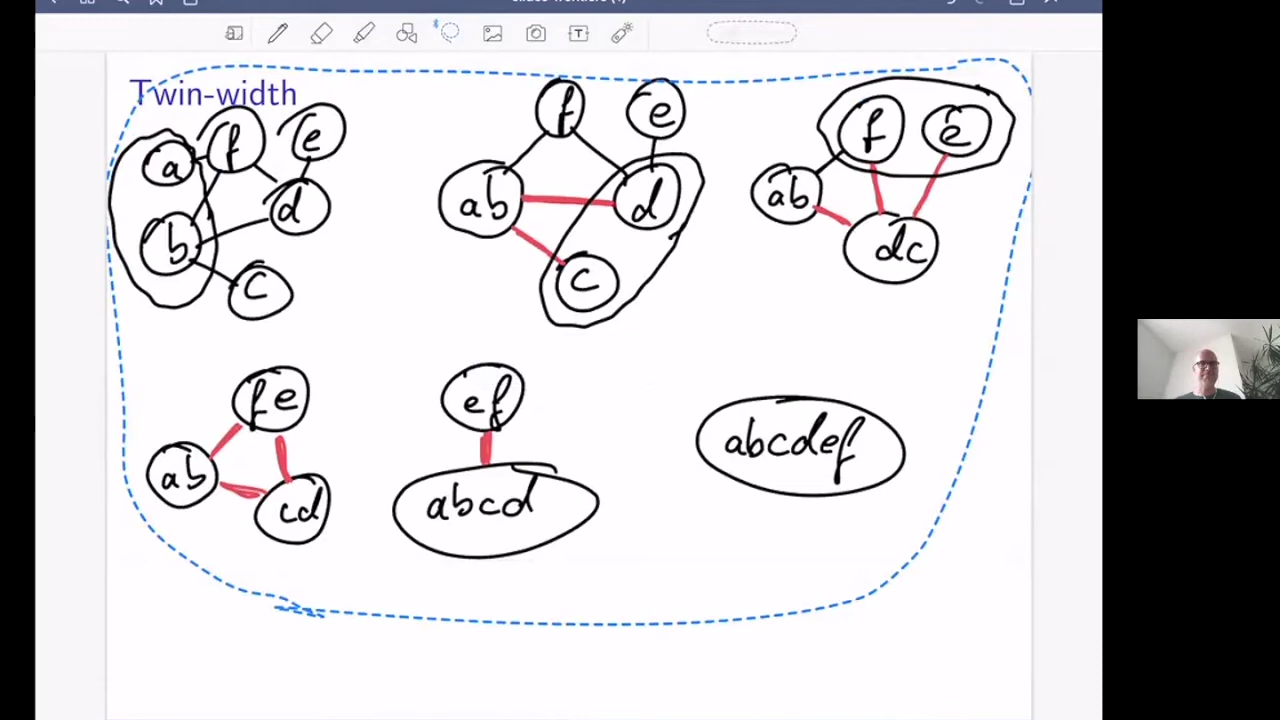 Twin-width
a f e
b d
c
f e
ab d
c
f e
ab
dc
fe
ab
cd
ef
abcd
abcdef